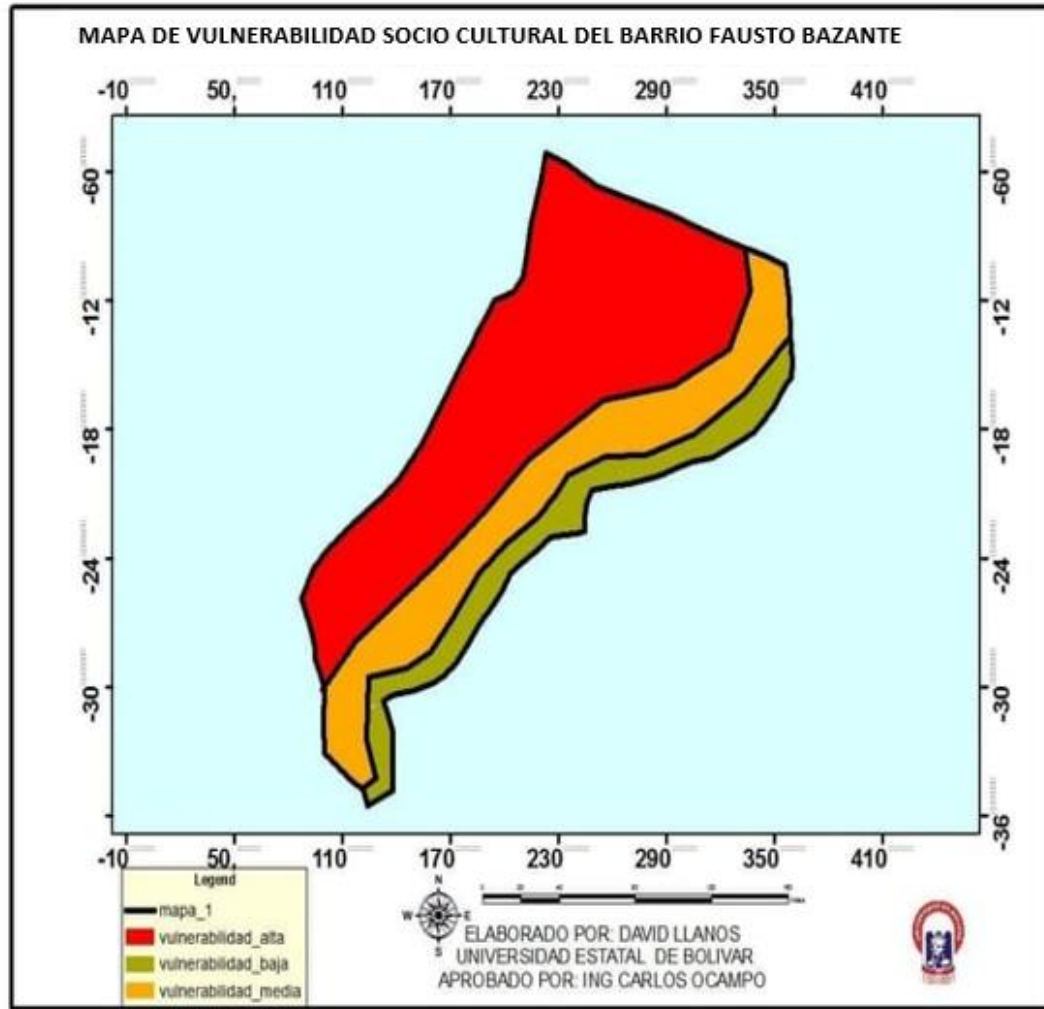 MAPA DE VULNERABILIDAD SOCIO CULTURAL DEL BARRIO FAUSTO BAZANTE
-10 50, 110 170 230 290 350 410
-60 -60
-12 -12
-18 -18
-24 -24
-30 -30
-36 -36
-10 50, 110 170 230 290 350 410
Legend
mapa_1
vulnerabilidad_alta
vulnerabilidad_baja
vulnerabilidad_media
N
W E
S
ELABORADO POR: DAVID LLANOS
UNIVERSIDAD ESTATAL DE BOLIVAR
APROBADO POR: ING CARLOS OCAMPO